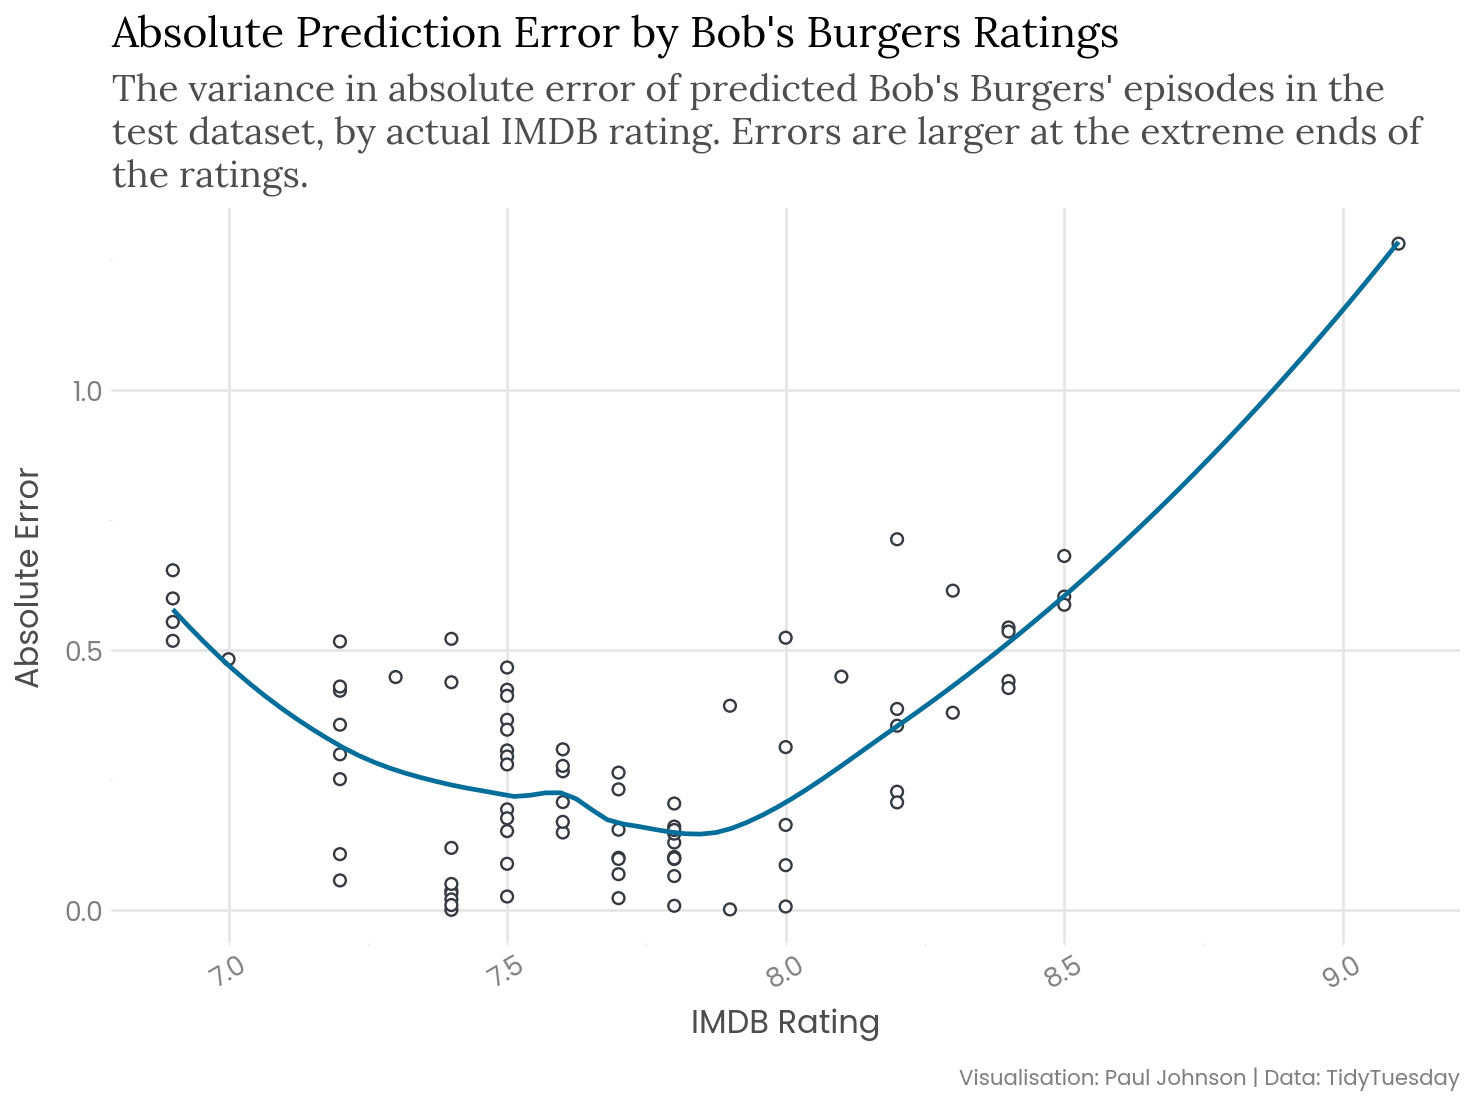 Absolute Prediction Error by Bob's Burgers Ratings
The variance in absolute error of predicted Bob's Burgers' episodes in the
test dataset, by actual IMDB rating. Errors are larger at the extreme ends of
the ratings.
1.0
0.5
0.0
Absolute Error
7.0
7.5
8.0
8.5
9.0
IMDB Rating
Visualisation: Paul Johnson | Data: TidyTuesday